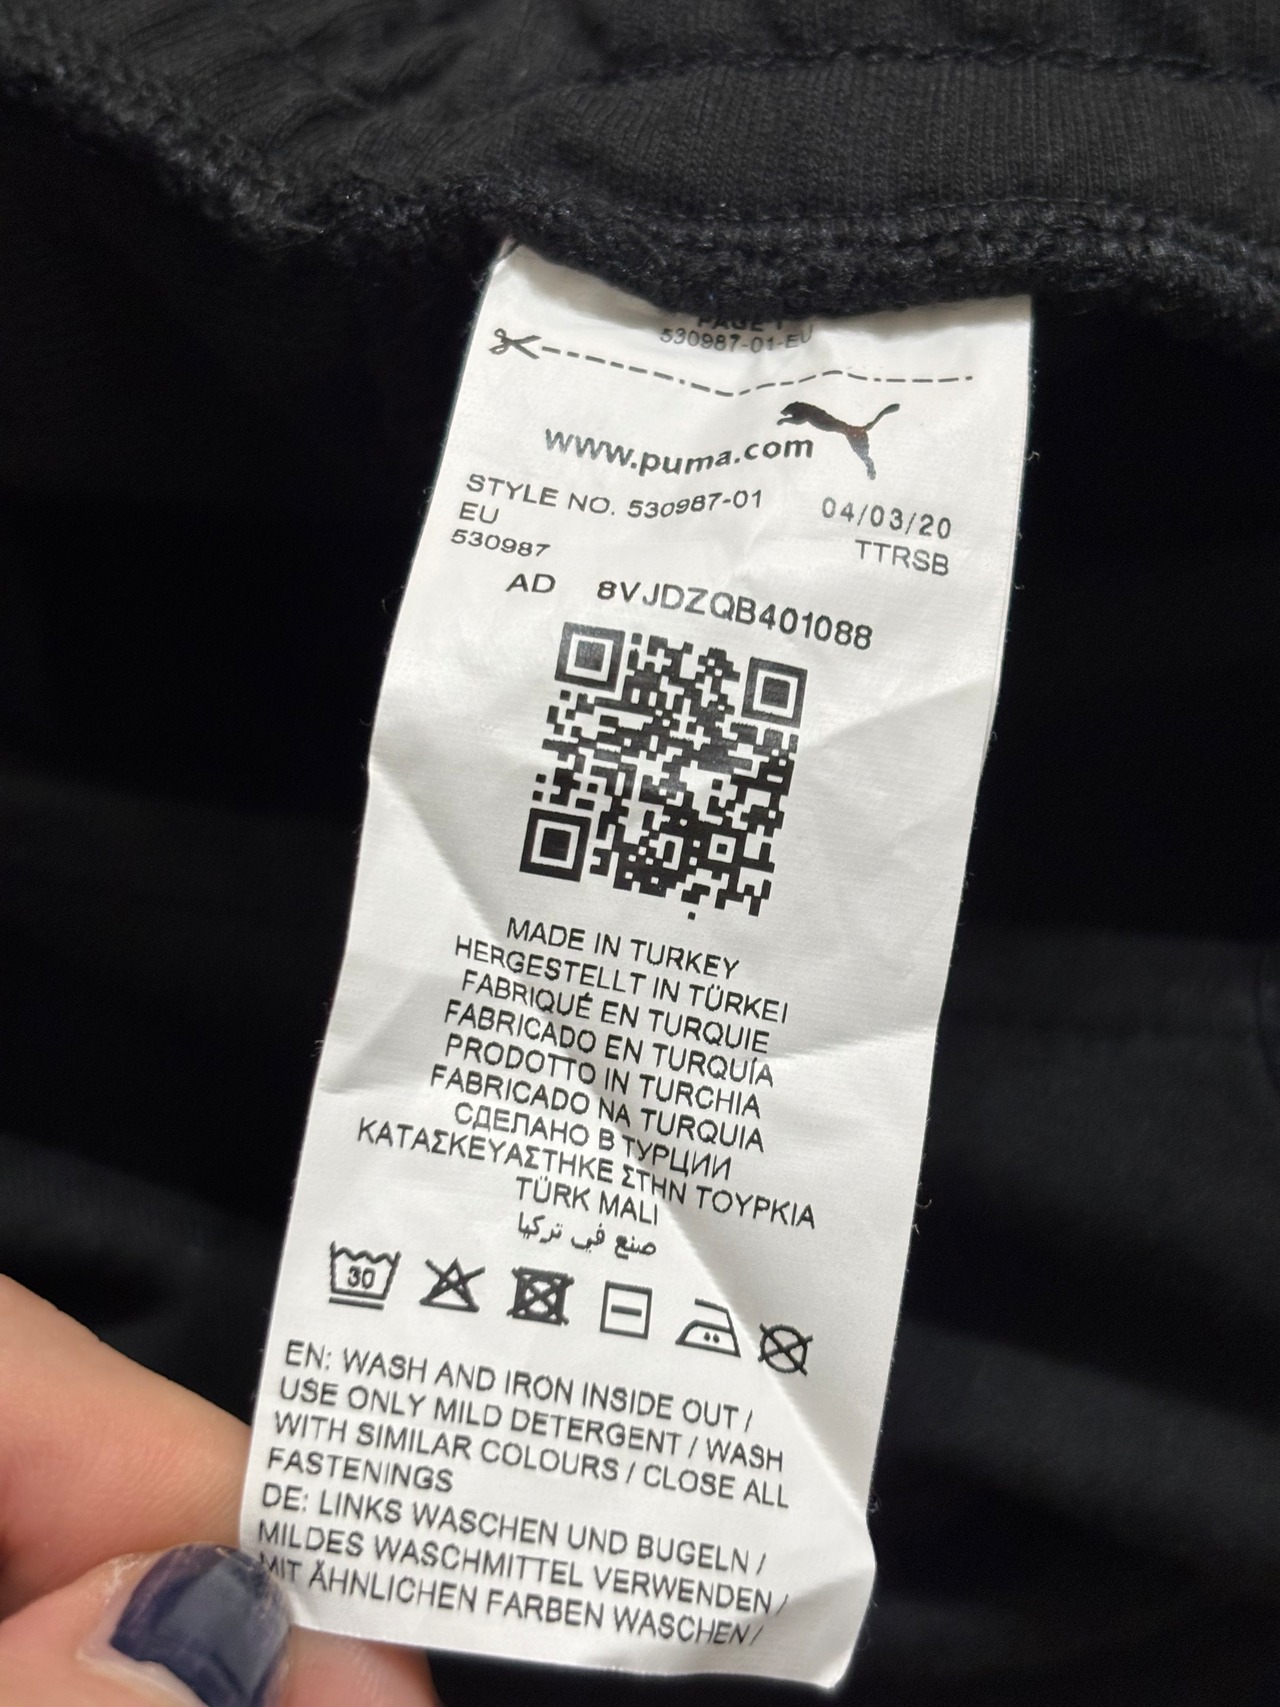 PAGE 1
530987-01-EU
www.puma.com
STYLE NO. 530987-01 04/03/20
EU TTRSB
530987
AD 8VJDZQB401088
MADE IN TURKEY
HERGESTELLT IN TÜRKEI
FABRIQUÉ EN TURQUIE
FABRICADO EN TURQUÍA
PRODOTTO IN TURCHIA
FABRICADO NA TURQUIA
СДЕЛАНО В ТУРЦИИ
ΚΑΤΑΣΚΕΥΑΣΤΗΚΕ ΣΤΗΝ ΤΟΥΡΚΙΑ
TÜRK MALI
صنع في تركيا
30
EN: WASH AND IRON INSIDE OUT /
USE ONLY MILD DETERGENT / WASH
WITH SIMILAR COLOURS / CLOSE ALL
FASTENINGS
DE: LINKS WASCHEN UND BUGELN /
MILDES WASCHMITTEL VERWENDEN /
MIT ÄHNLICHEN FARBEN WASCHEN /